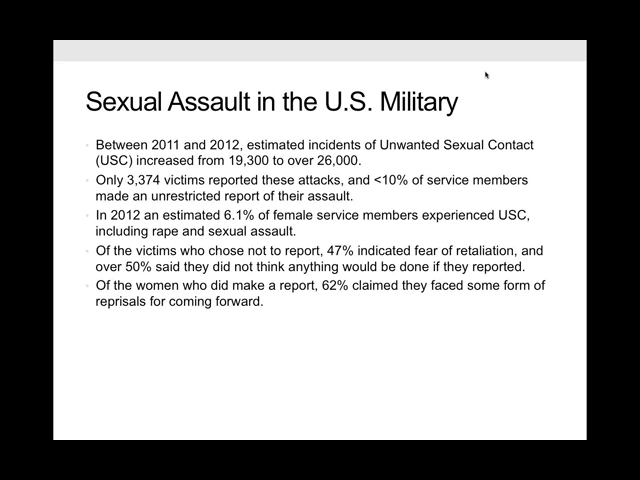 Sexual Assault in the U.S. Military
Between 2011 and 2012, estimated incidents of Unwanted Sexual Contact
(USC) increased from 19,300 to over 26,000.
Only 3,374 victims reported these attacks, and <10% of service members
made an unrestricted report of their assault.
In 2012 an estimated 6.1% of female service members experienced USC,
including rape and sexual assault.
Of the victims who chose not to report, 47% indicated fear of retaliation, and
over 50% said they did not think anything would be done if they reported.
Of the women who did make a report, 62% claimed they faced some form of
reprisals for coming forward.